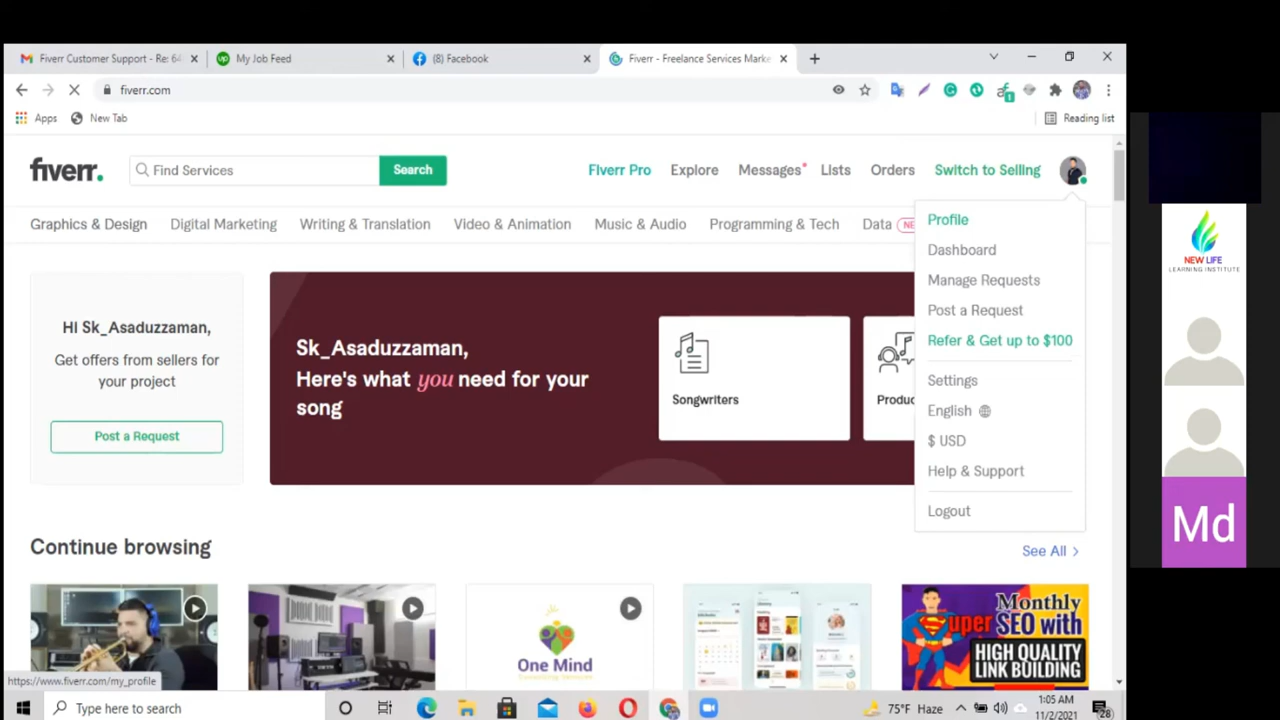 Fiverr Customer Support - Re: 64
My Job Feed
(8) Facebook
Fiverr - Freelance Services Marke
fiverr.com
Apps
New Tab
Reading list
fiverr.
Find Services
Search
Fiverr Pro
Explore
Messages
Lists
Orders
Switch to Selling
Graphics & Design
Digital Marketing
Writing & Translation
Video & Animation
Music & Audio
Programming & Tech
Data
NE
Profile
Dashboard
Manage Requests
Post a Request
Refer & Get up to $100
Settings
English
$ USD
Help & Support
Logout
HI Sk_Asaduzzaman,
Get offers from sellers for
your project
Post a Request
Sk_Asaduzzaman,
Here's what you need for your
song
Songwriters
Produc
Continue browsing
See All >
One Mind
Monthly
Super
SEO with
HIGH QUALITY
LINK BUILDING
https://www.fiverr.com/my_profile
Type here to search
75°F Haze
1:05 AM
11/2/2021
28
NEW LIFE
LEARNING INSTITUTE
Md